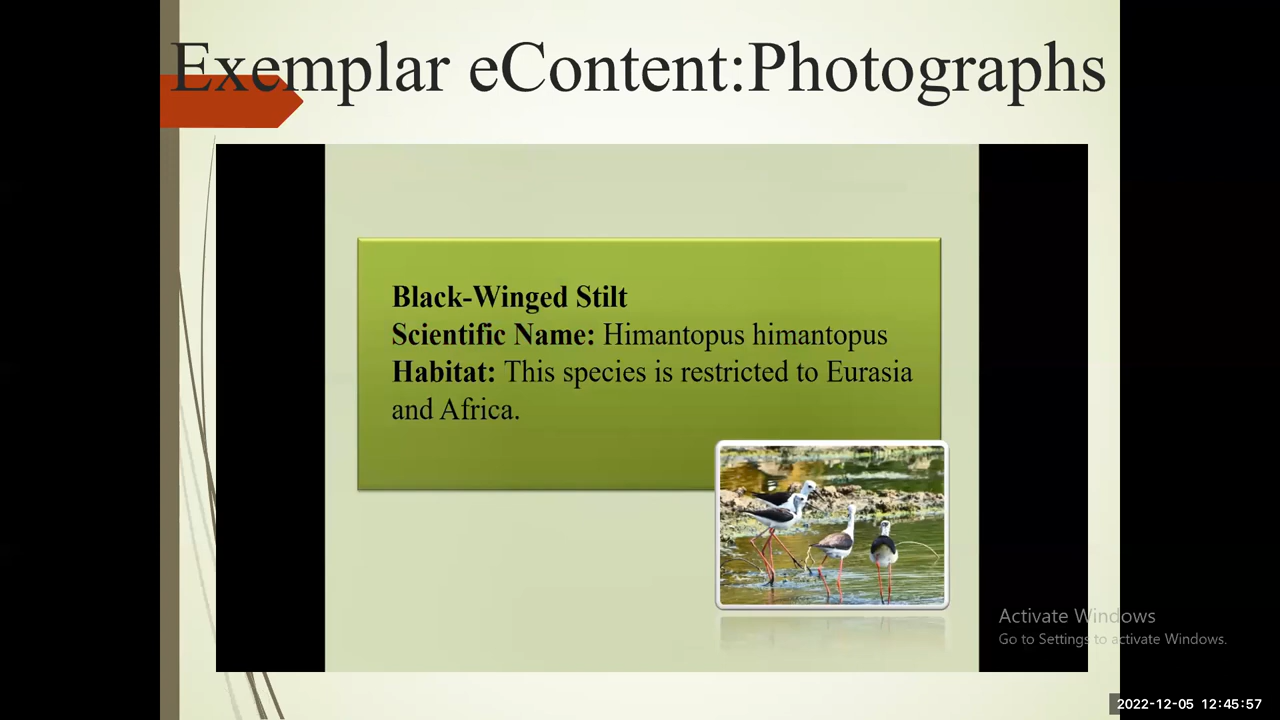 Exemplar eContent:Photographs
Black-Winged Stilt
Scientific Name: Himantopus himantopus
Habitat: This species is restricted to Eurasia
and Africa.
Activate Windows
Go to Settings to activate Windows.
2022-12-05 12:45:57